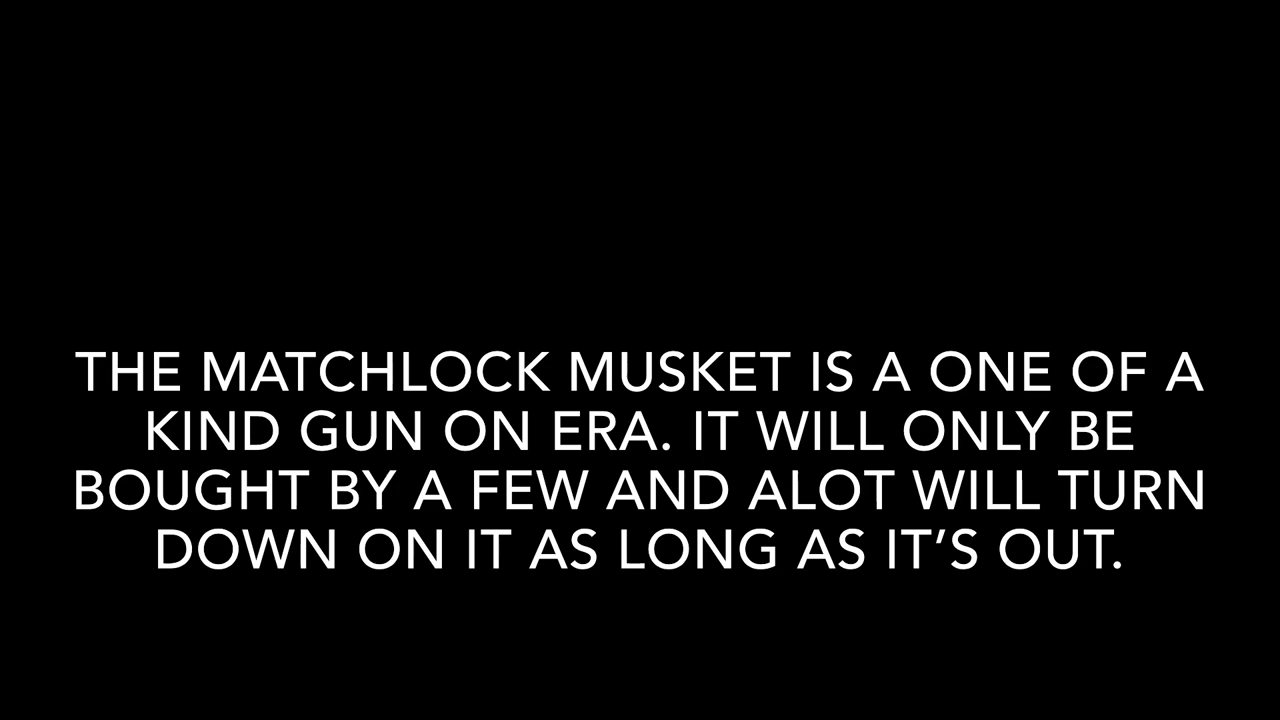 THE MATCHLOCK MUSKET IS A ONE OF A
KIND GUN ON ERA. IT WILL ONLY BE
BOUGHT BY A FEW AND ALOT WILL TURN
DOWN ON IT AS LONG AS IT’S OUT.